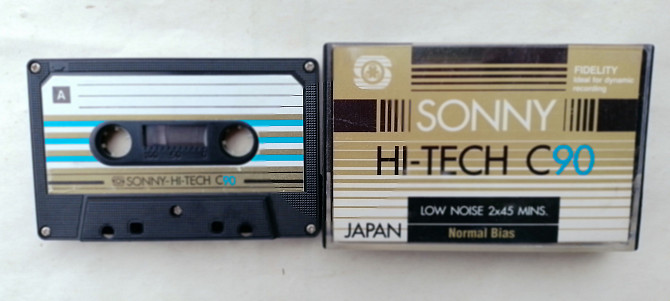 A
SONNY-HI-TECH C90
FIDELITY
Ideal for dynamic
recording
SONNY
HI-TECH C90
LOW NOISE 2x45 MINS.
JAPAN
Normal Bias